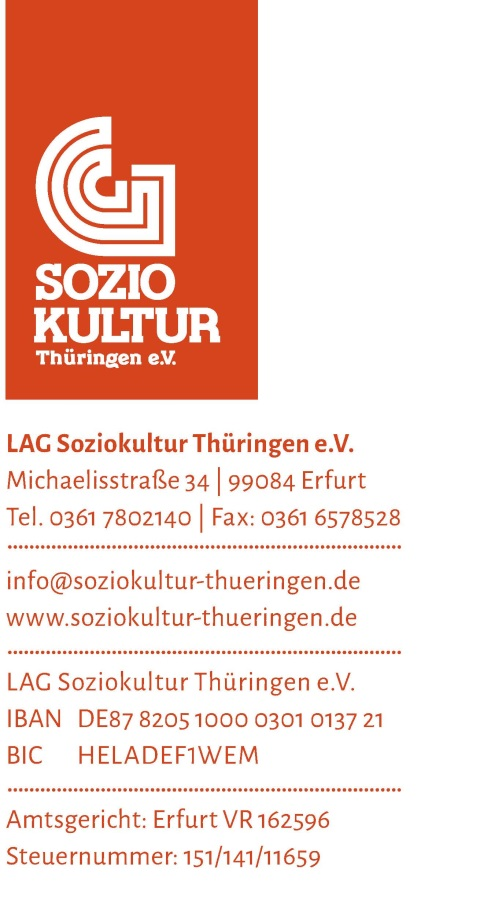 SOZIO
KULTUR
Thüringen e.V.
LAG Soziokultur Thüringen e.V.
Michaelisstraße 34 | 99084 Erfurt
Tel. 0361 7802140 | Fax: 0361 6578528
info@soziokultur-thueringen.de
www.soziokultur-thueringen.de
LAG Soziokultur Thüringen e.V.
IBAN DE87 8205 1000 0301 0137 21
BIC HELADEF1WEM
Amtsgericht: Erfurt VR 162596
Steuernummer: 151/141/11659